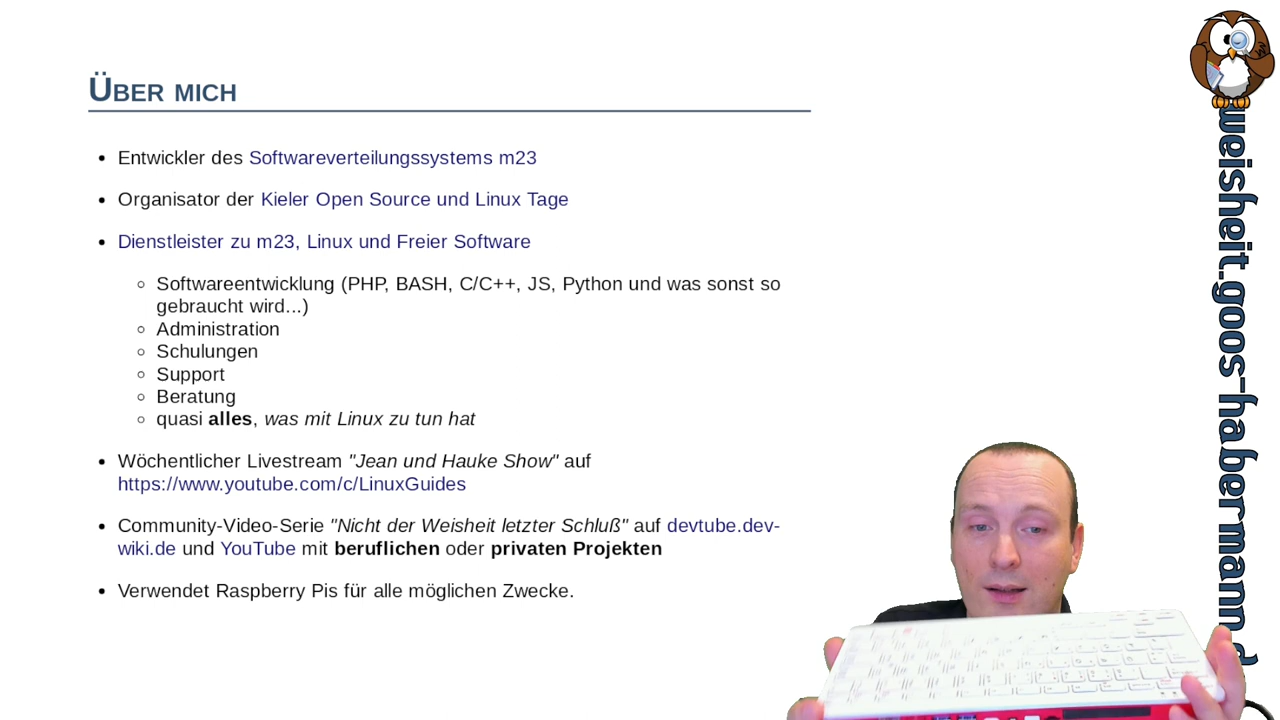 Über mich
Entwickler des Softwareverteilungssystems m23
Organisator der Kieler Open Source und Linux Tage
Dienstleister zu m23, Linux und Freier Software
Softwareentwicklung (PHP, BASH, C/C++, JS, Python und was sonst so
gebraucht wird...)
Administration
Schulungen
Support
Beratung
quasi alles, was mit Linux zu tun hat
Wöchentlicher Livestream "Jean und Hauke Show" auf
https://www.youtube.com/c/LinuxGuides
Community-Video-Serie "Nicht der Weisheit letzter Schluß" auf devtube.dev-
wiki.de und YouTube mit beruflichen oder privaten Projekten
Verwendet Raspberry Pis für alle möglichen Zwecke.
weisheit.goos-habermann.d